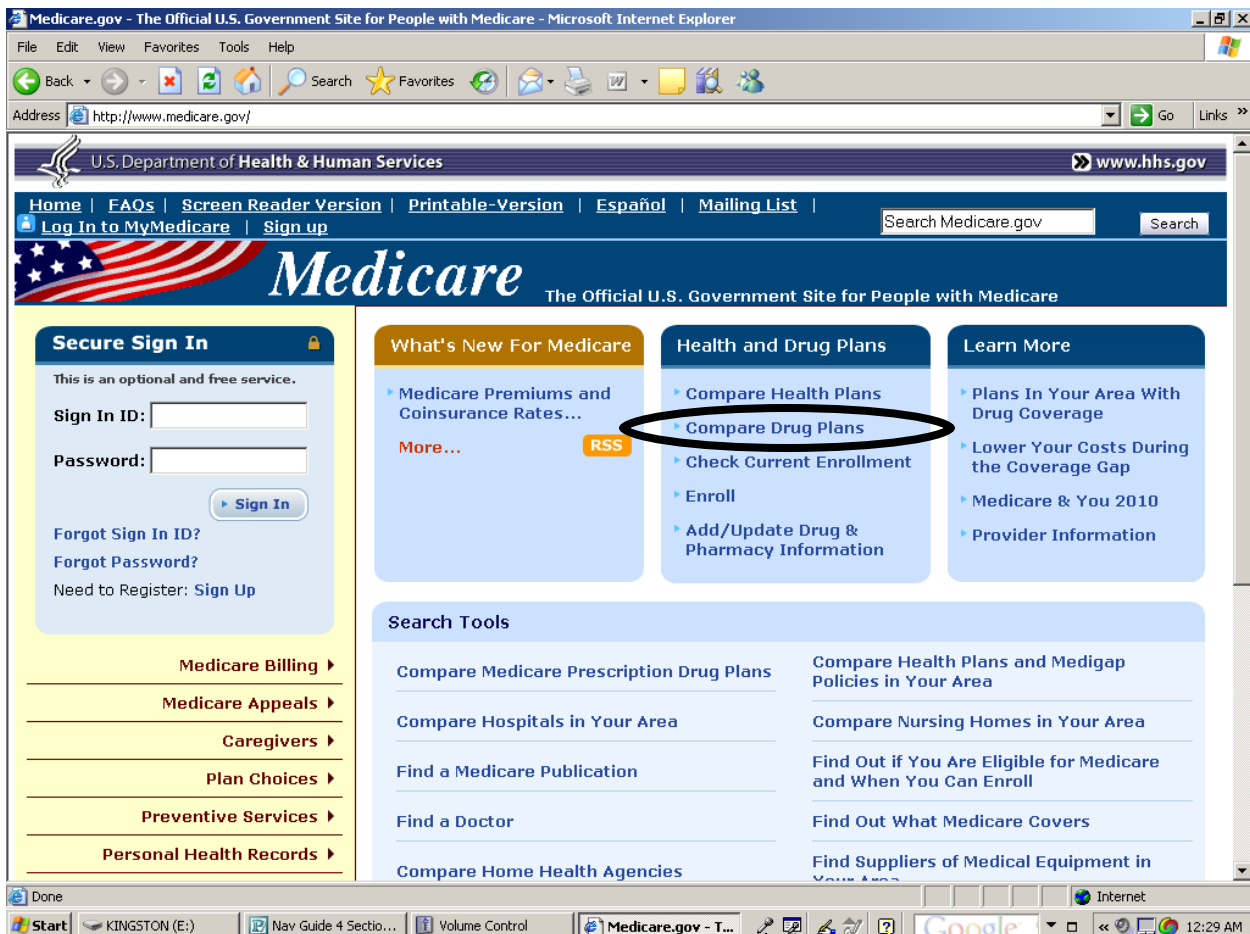 Medicare.gov - The Official U.S. Government Site for People with Medicare - Microsoft Internet Explorer
File Edit View Favorites Tools Help
Back Search Favorites
Address http://www.medicare.gov/ Go Links »
U.S. Department of Health & Human Services www.hhs.gov
Home | FAQs | Screen Reader Version | Printable-Version | Español | Mailing List |
Log In to MyMedicare | Sign up
Search Medicare.gov Search
Medicare The Official U.S. Government Site for People with Medicare
Secure Sign In
This is an optional and free service.
Sign In ID:
Password:
Sign In
Forgot Sign In ID?
Forgot Password?
Need to Register: Sign Up
Medicare Billing
Medicare Appeals
Caregivers
Plan Choices
Preventive Services
Personal Health Records
What's New For Medicare
Medicare Premiums and
Coinsurance Rates...
More... RSS
Health and Drug Plans
Compare Health Plans
Compare Drug Plans
Check Current Enrollment
Enroll
Add/Update Drug &
Pharmacy Information
Learn More
Plans In Your Area With
Drug Coverage
Lower Your Costs During
the Coverage Gap
Medicare & You 2010
Provider Information
Search Tools
Compare Medicare Prescription Drug Plans
Compare Hospitals in Your Area
Find a Medicare Publication
Find a Doctor
Compare Home Health Agencies
Compare Health Plans and Medigap
Policies in Your Area
Compare Nursing Homes in Your Area
Find Out if You Are Eligible for Medicare
and When You Can Enroll
Find Out What Medicare Covers
Find Suppliers of Medical Equipment in
Your Area
Done Internet
Start KINGSTON (E:) Nav Guide 4 Sectio... Volume Control Medicare.gov - T... Google 12:29 AM